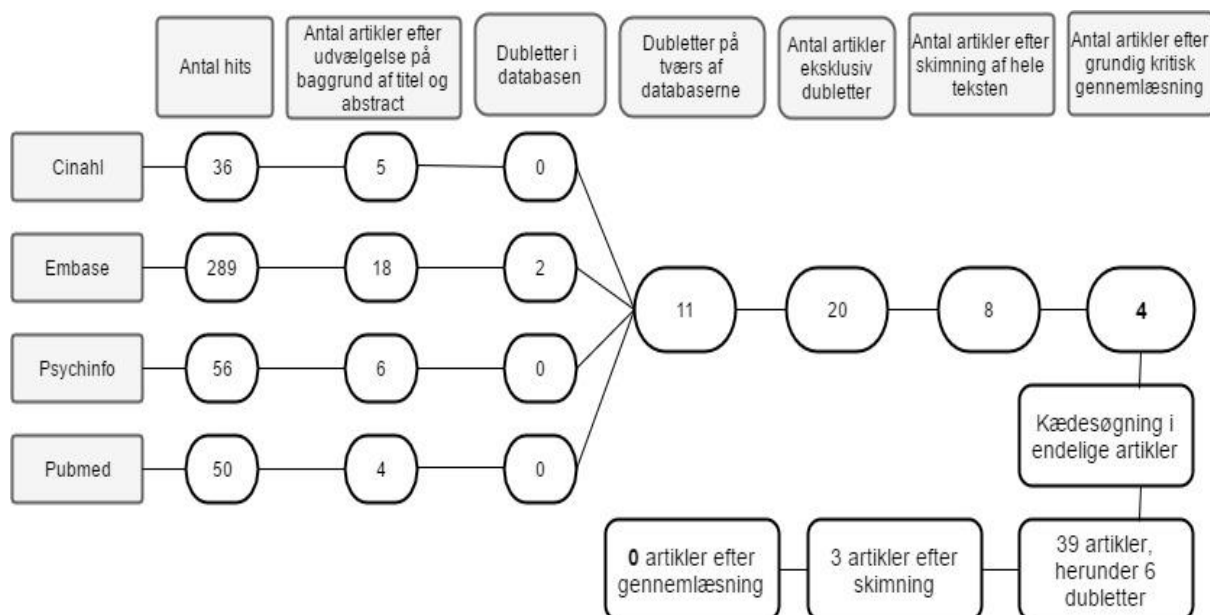 Antal hits
Antal artikler efter
udvælgelse på
baggrund af titel og
abstract
Dubletter i
databasen
Dubletter på
tværs af
databaserne
Antal artikler
eksklusiv
dubletter
Antal artikler efter
skimning af hele
teksten
Antal artikler efter
grundig kritisk
gennemlæsning
Cinahl
36
5
0
Embase
289
18
2
11
20
8
4
Psychinfo
56
6
0
Pubmed
50
4
0
Kædesøgning i
endelige artikler
39 artikler,
herunder 6
dubletter
3 artikler efter
skimning
0 artikler efter
gennemlæsning